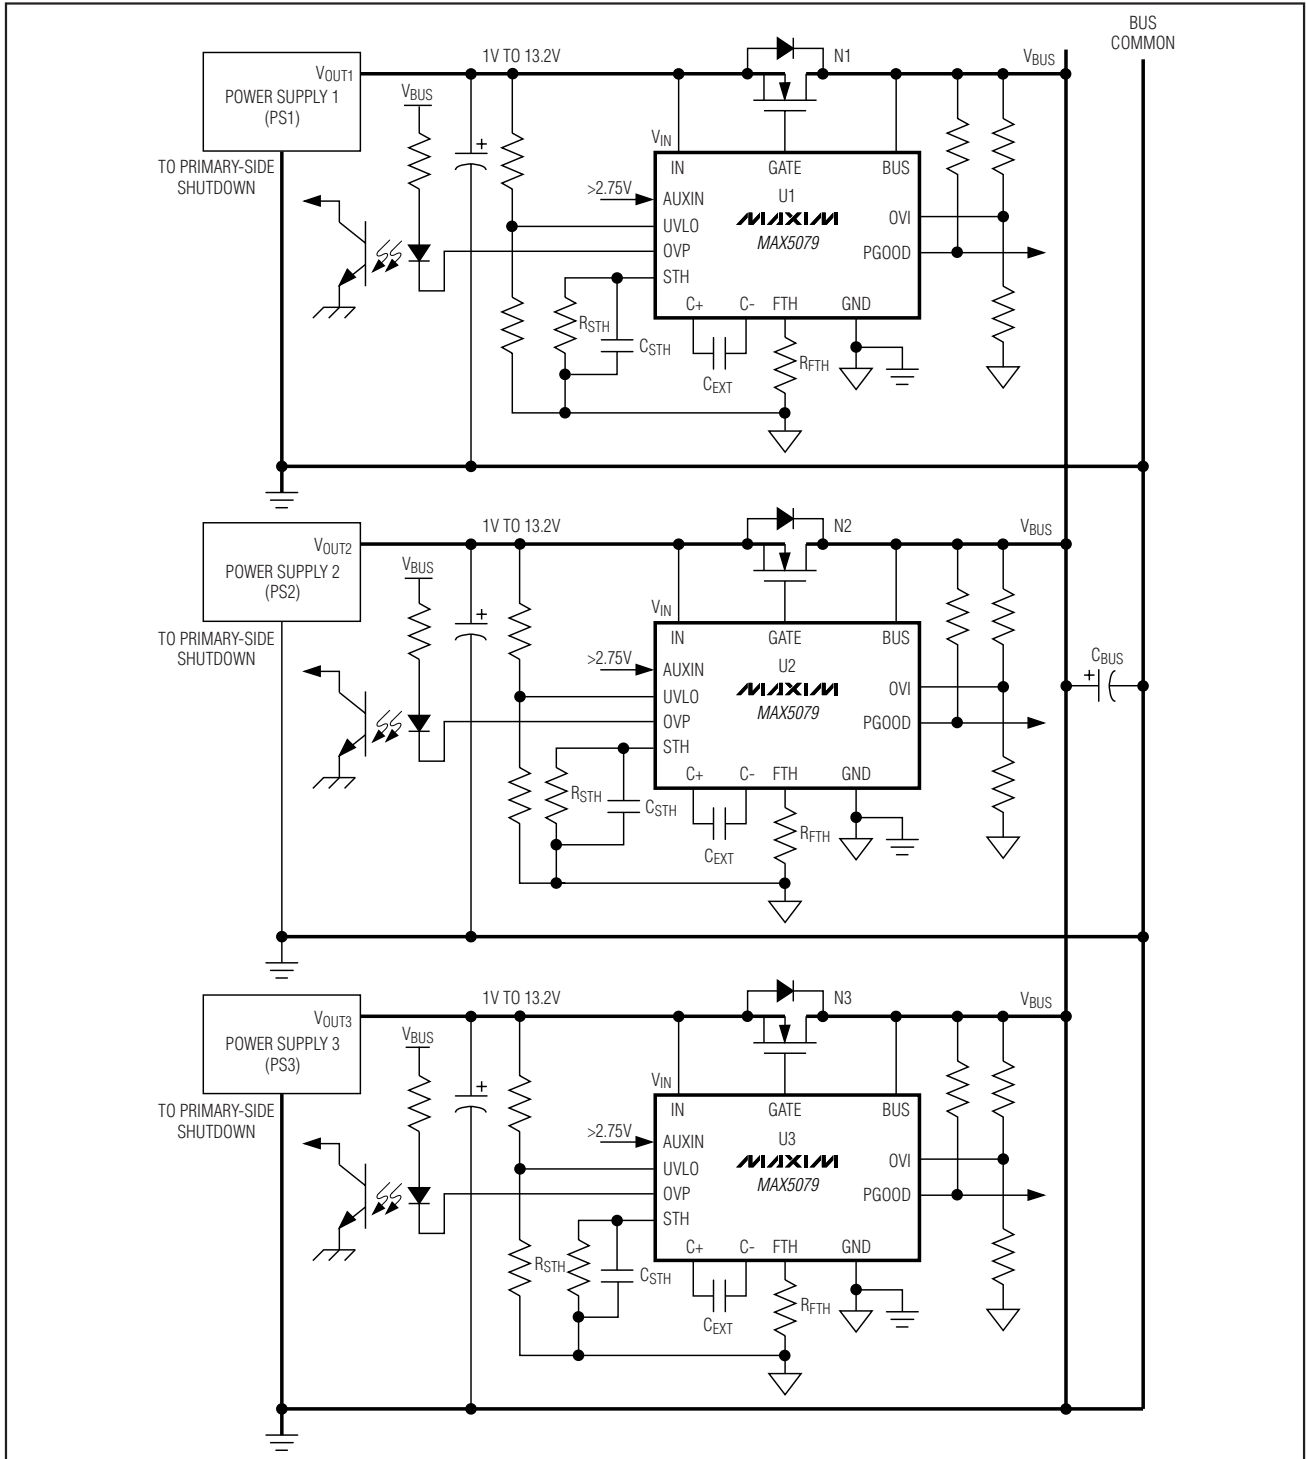 BUS
COMMON
1V TO 13.2V
N1
VBUS
VOUT1
POWER SUPPLY 1
(PS1)
VBUS
TO PRIMARY-SIDE
SHUTDOWN
+
VIN
IN
GATE
BUS
>2.75V
AUXIN
U1
MAXIM
MAX5079
UVLO
OVI
OVP
PGOOD
STH
C+
C-
FTH
GND
RSTH
CSTH
CEXT
RFTH
1V TO 13.2V
N2
VBUS
VOUT2
POWER SUPPLY 2
(PS2)
VBUS
TO PRIMARY-SIDE
SHUTDOWN
+
VIN
IN
GATE
BUS
>2.75V
AUXIN
U2
MAXIM
MAX5079
UVLO
OVI
OVP
PGOOD
STH
C+
C-
FTH
GND
RSTH
CSTH
CEXT
RFTH
CBUS
+
1V TO 13.2V
N3
VBUS
VOUT3
POWER SUPPLY 3
(PS3)
VBUS
TO PRIMARY-SIDE
SHUTDOWN
+
VIN
IN
GATE
BUS
>2.75V
AUXIN
U3
MAXIM
MAX5079
UVLO
OVI
OVP
PGOOD
STH
C+
C-
FTH
GND
RSTH
CSTH
CEXT
RFTH